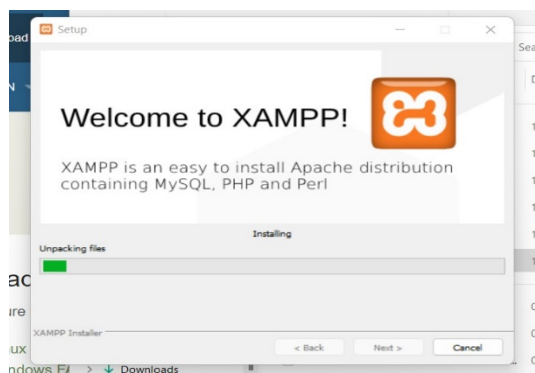 Setup
Welcome to XAMPP!
XAMPP is an easy to install Apache distribution
containing MySQL, PHP and Perl
Installing
Unpacking files
XAMPP Installer
< Back
Next >
Cancel
Downloads